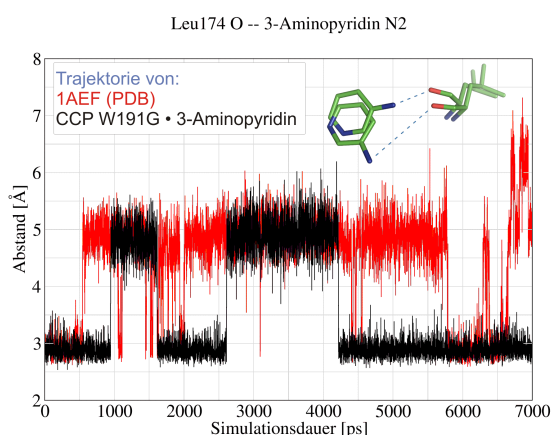 Leu174 O -- 3-Aminopyridin N2
Trajektorie von:
1AEF (PDB)
CCP W191G • 3-Aminopyridin
Abstand [Å]
8
7
6
5
4
3
2
0 1000 2000 3000 4000 5000 6000 7000
Simulationsdauer [ps]